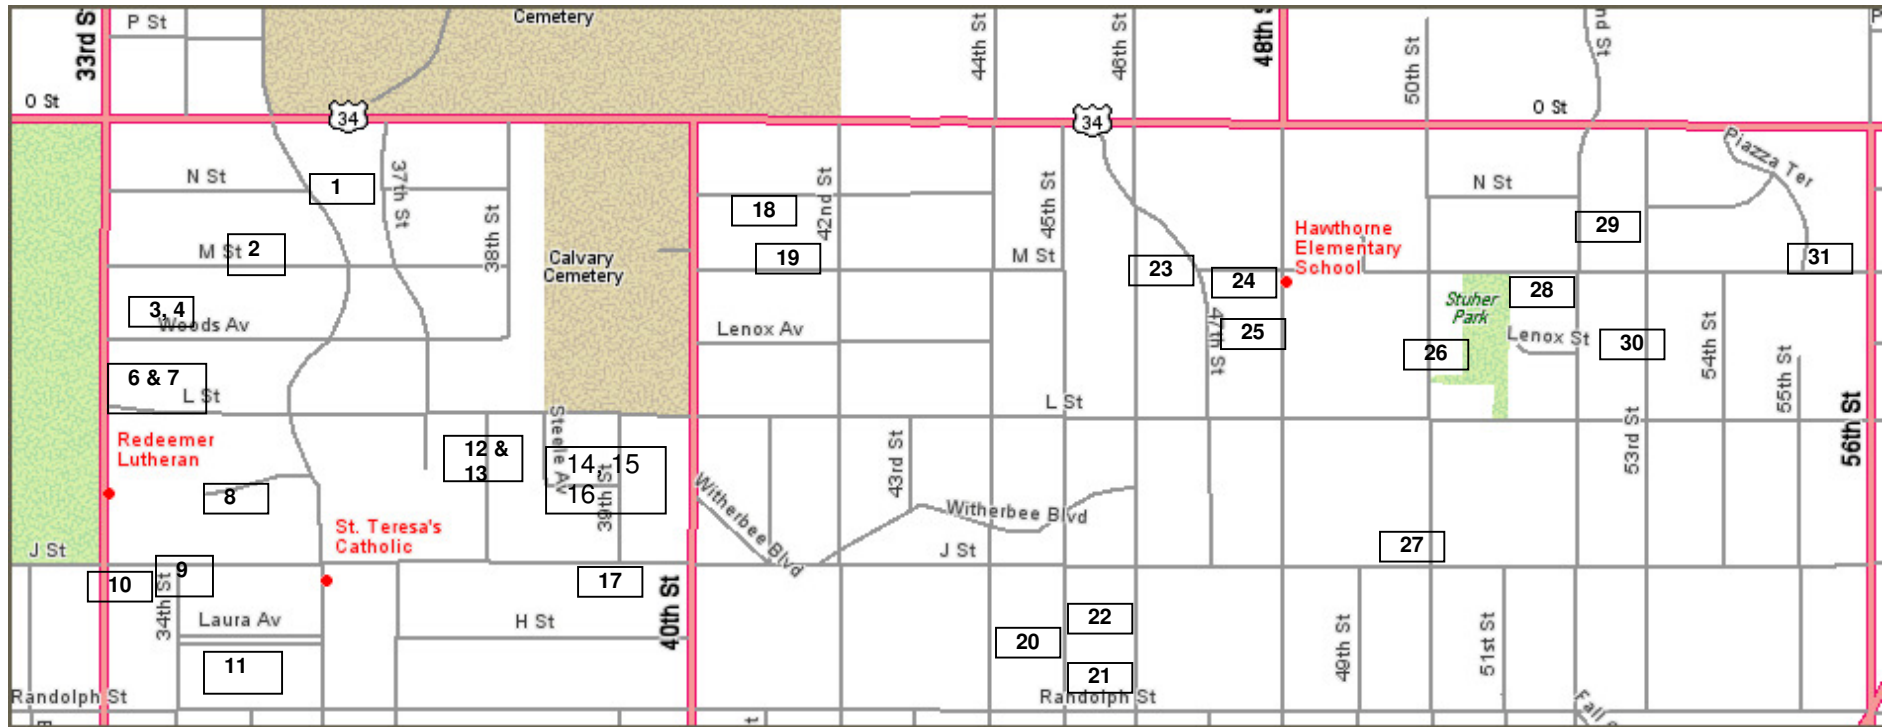 Cemetery
P St
33rd S
44th St
46th St
48th S
50th St
nd St
P
O St
34
34
O St
Piazza Ter
N St
1
37th St
38th St
18
42nd St
45th St
N St
Hawthorne
Elementary
School
29
M St
2
Calvary
Cemetery
19
M St
23
24
31
28
3, 4
Woods Av
Lenox Av
47th St
25
Stuher
Park
26
Lenox St
30
54th St
55th St
6 & 7
L St
L St
53rd St
56th St
Redeemer
Lutheran
12 &
13
Steele Av
14, 15
16
39th St
43rd St
8
Witherbee Blvd
Witherbee Blvd
St. Teresa's
Catholic
J St
J St
27
10
9
34th St
17
40th St
Laura Av
H St
22
20
49th St
51st St
11
21
Randolph St
Randolph St
Fall